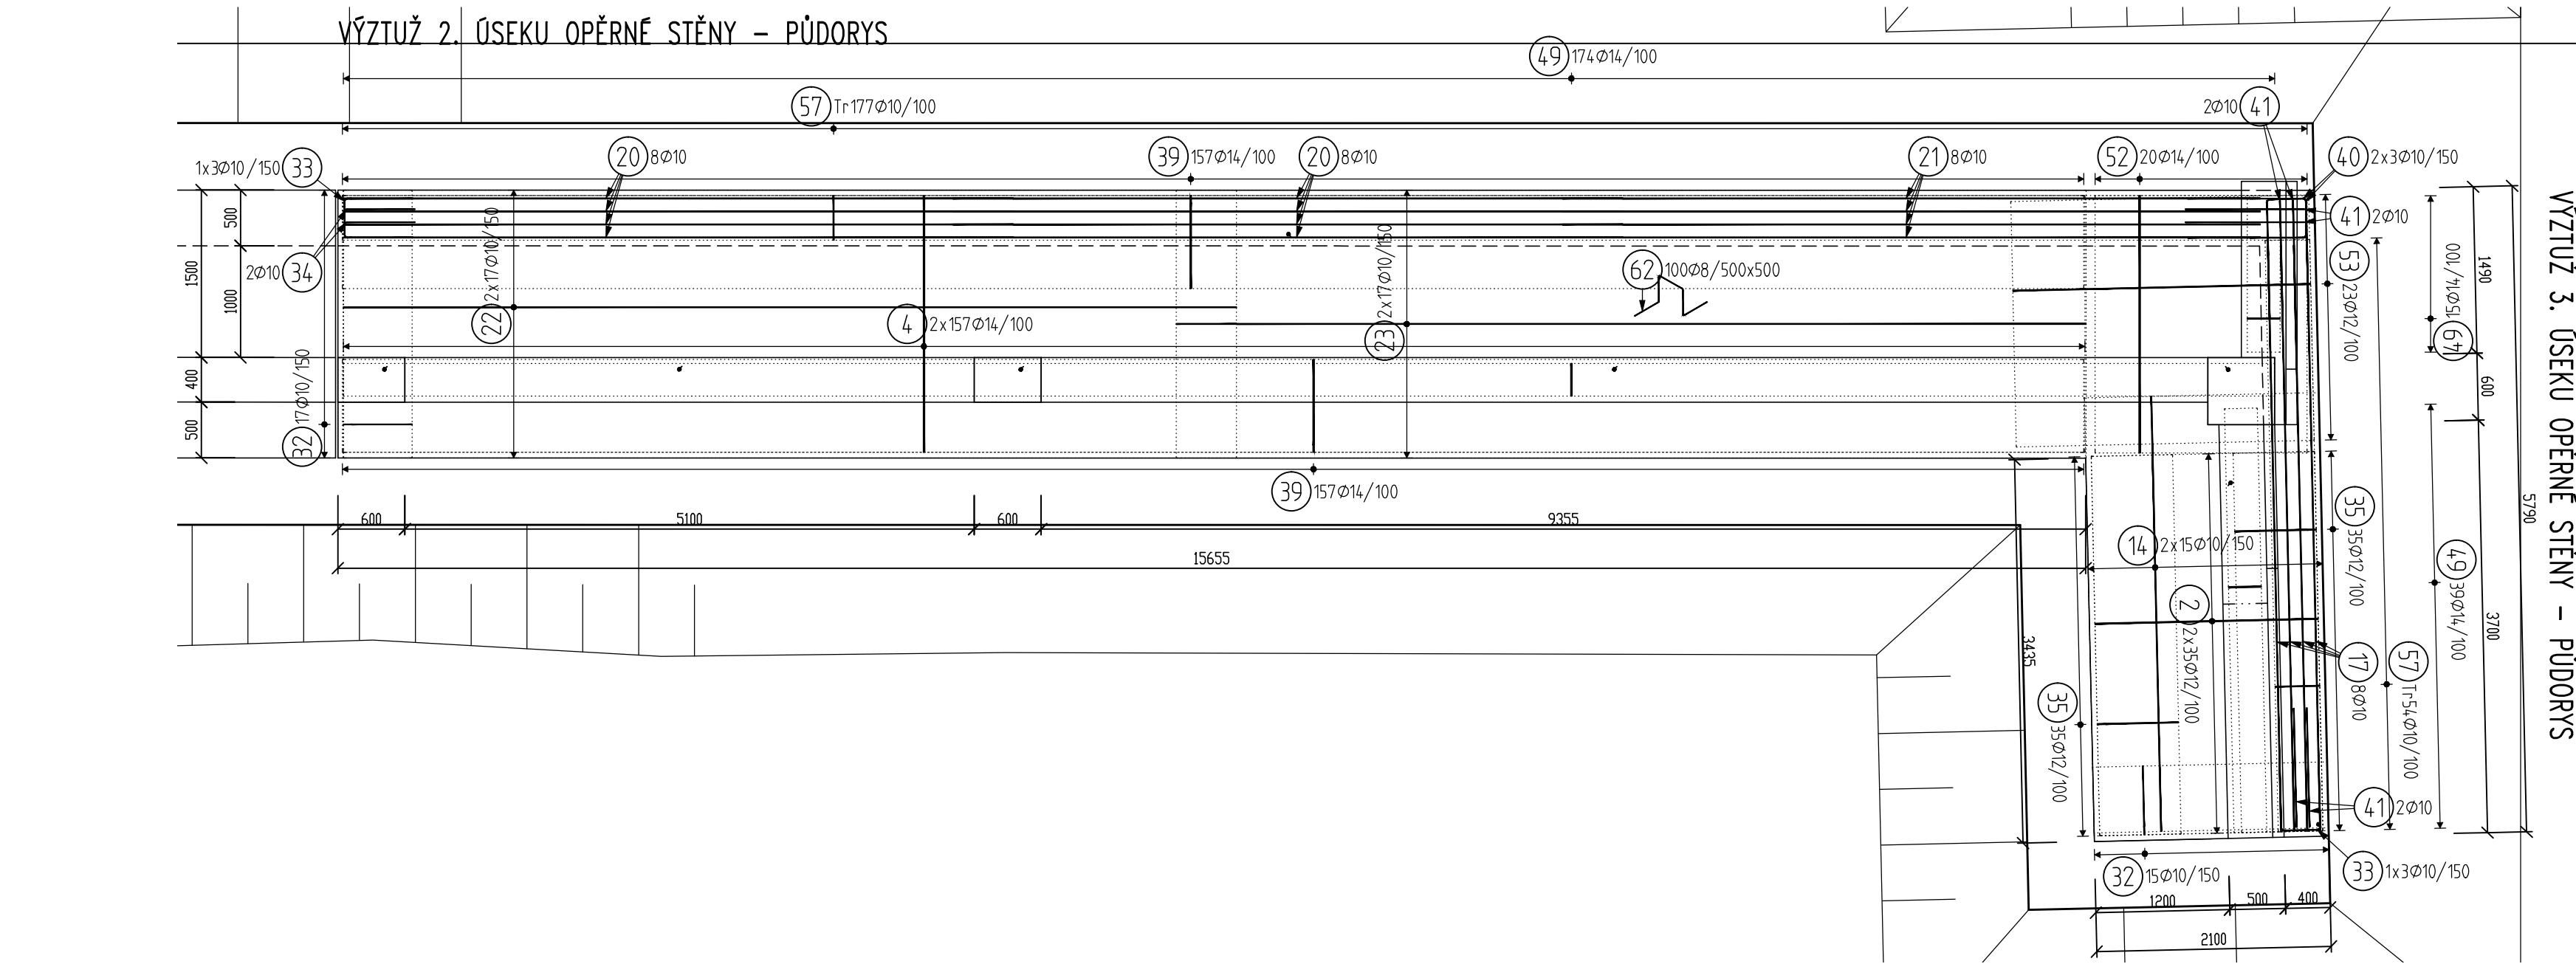 VÝZTUŽ 2. ÚSEKU OPĚRNÉ STĚNY – PŮDORYS
49 174Ø14/100
57 Tr177Ø10/100
2Ø10 41
1x3Ø10/150 33
20 8Ø10
39 157Ø14/100
20 8Ø10
21 8Ø10
52 20Ø14/100
40 2x3Ø10/150
41 2Ø10
53 23Ø12/100
49 15Ø14/100
2Ø10 34
22 2x17Ø10/150
4 2x157Ø14/100
23 2x17Ø10/150
62 100Ø8/500x500
32 17Ø10/150
39 157Ø14/100
500
1500
1000
400
500
600
5100
600
9355
15655
1490
600
3700
5790
VÝZTUŽ 3. ÚSEKU OPĚRNÉ STĚNY – PŮDORYS
14 2x15Ø10/150
2 2x35Ø12/100
35 35Ø12/100
35 35Ø12/100
49 39Ø14/100
57 Tr54Ø10/100
17 8Ø10
3435
41 2Ø10
32 15Ø10/150
33 1x3Ø10/150
1200
500
400
2100